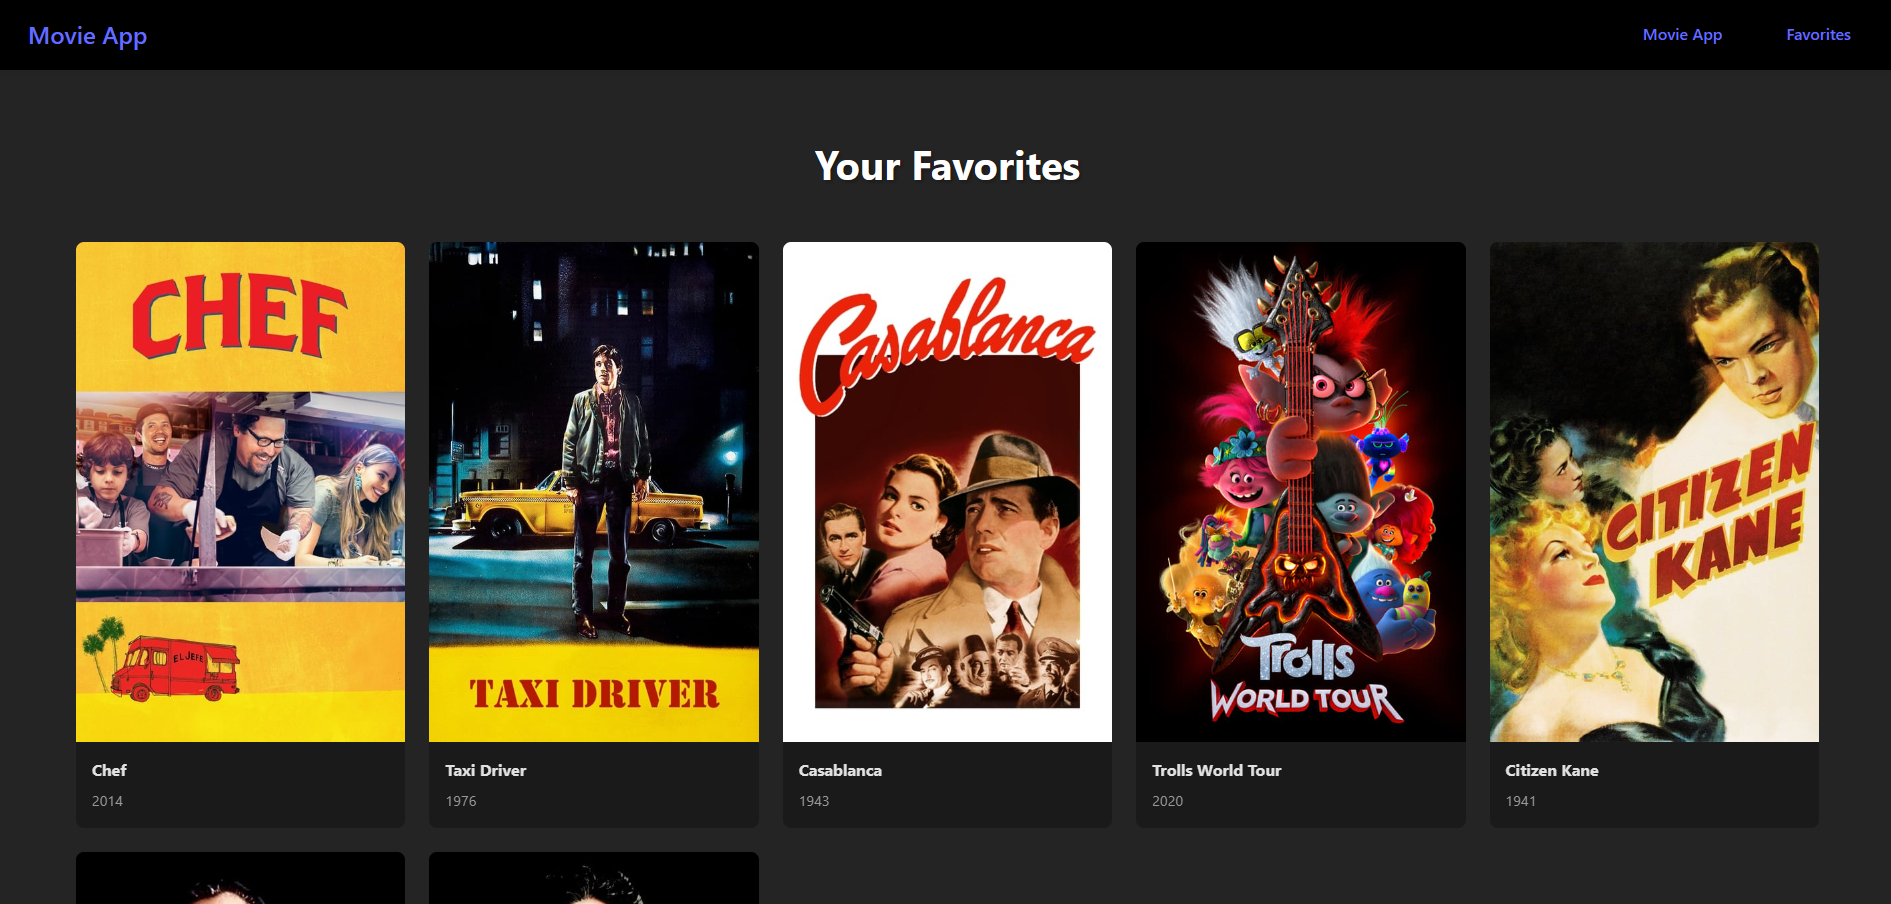 Movie App
Movie App
Favorites
Your Favorites
CHEF
EL JEFE
TAXI DRIVER
Casablanca
Trolls
WORLD TOUR
CITIZEN
KANE
Chef
2014
Taxi Driver
1976
Casablanca
1943
Trolls World Tour
2020
Citizen Kane
1941